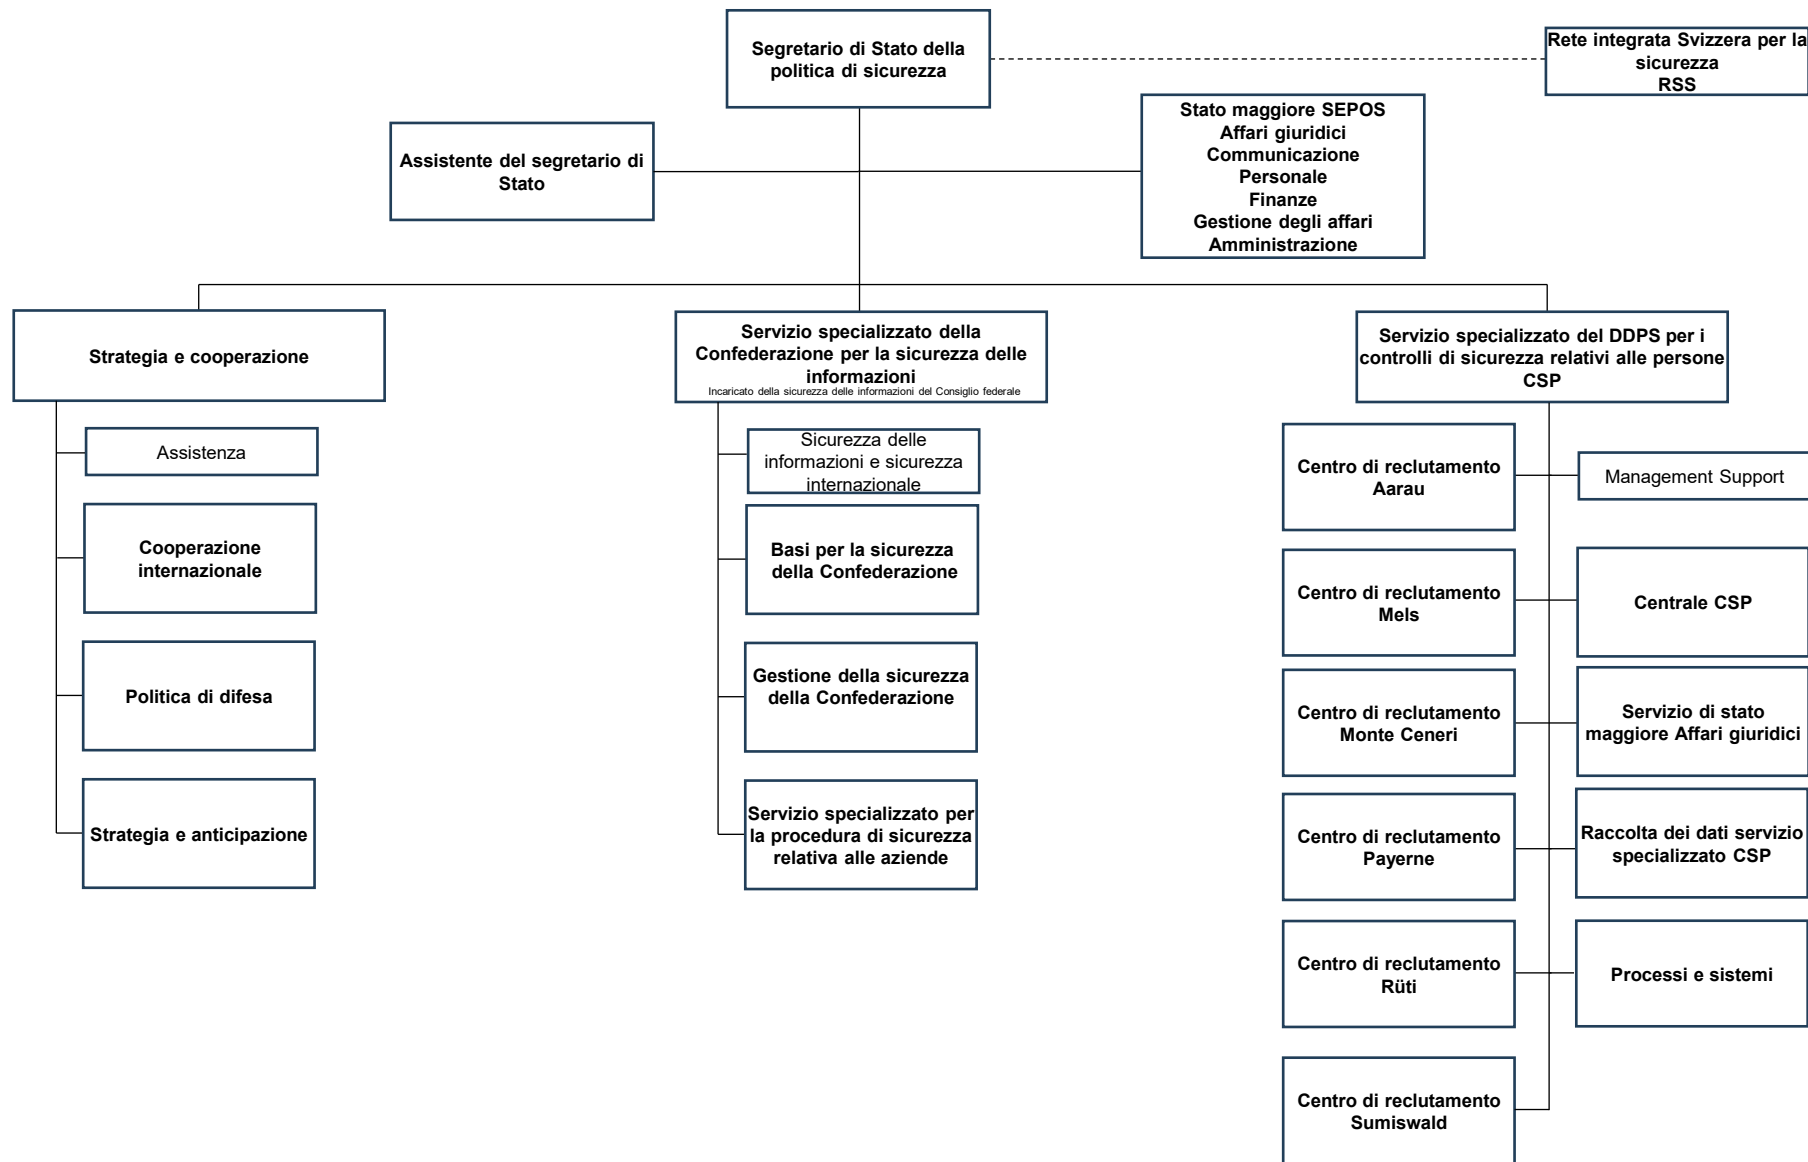 Segretario di Stato della
politica di sicurezza
Rete integrata Svizzera per la
sicurezza
RSS
Assistente del segretario di
Stato
Stato maggiore SEPOS
Affari giuridici
Communicazione
Personale
Finanze
Gestione degli affari
Amministrazione
Strategia e cooperazione
Assistenza
Cooperazione
internazionale
Politica di difesa
Strategia e anticipazione
Servizio specializzato della
Confederazione per la sicurezza delle
informazioni
Incaricato della sicurezza delle informazioni del Consiglio federale
Sicurezza delle
informazioni e sicurezza
internazionale
Basi per la sicurezza
della Confederazione
Gestione della sicurezza
della Confederazione
Servizio specializzato per
la procedura di sicurezza
relativa alle aziende
Servizio specializzato del DDPS per i
controlli di sicurezza relativi alle persone
CSP
Centro di reclutamento
Aarau
Management Support
Centro di reclutamento
Mels
Centrale CSP
Centro di reclutamento
Monte Ceneri
Servizio di stato
maggiore Affari giuridici
Centro di reclutamento
Payerne
Raccolta dei dati servizio
specializzato CSP
Centro di reclutamento
Rüti
Processi e sistemi
Centro di reclutamento
Sumiswald